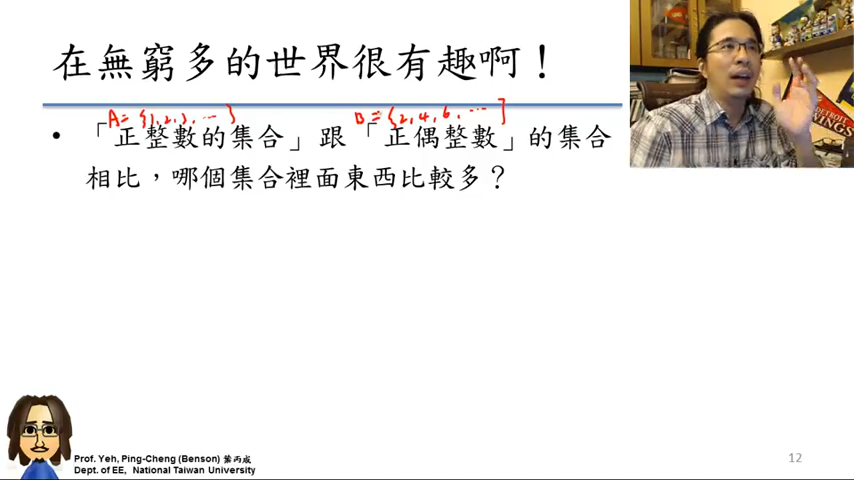 在無窮多的世界很有趣啊！
A = {1, 2, 3, ... }
B = {2, 4, 6, ... }
• 「正整數的集合」跟「正偶整數」的集合
相比，哪個集合裡面東西比較多？
DETROIT
WINGS
Prof. Yeh, Ping-Cheng (Benson) 葉丙成
Dept. of EE, National Taiwan University
12